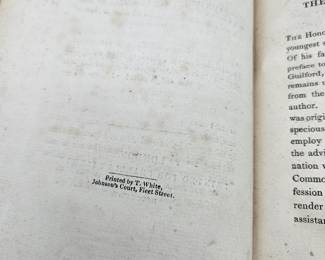 Printed by T. White,
Johnson's Court, Fleet Street.
THE
THE Hono
youngest
Of his fa
preface to
Guilford,
remains
from the
author.
was origi
specious
employ
the advi
nation
Commo
fession
render
assistan